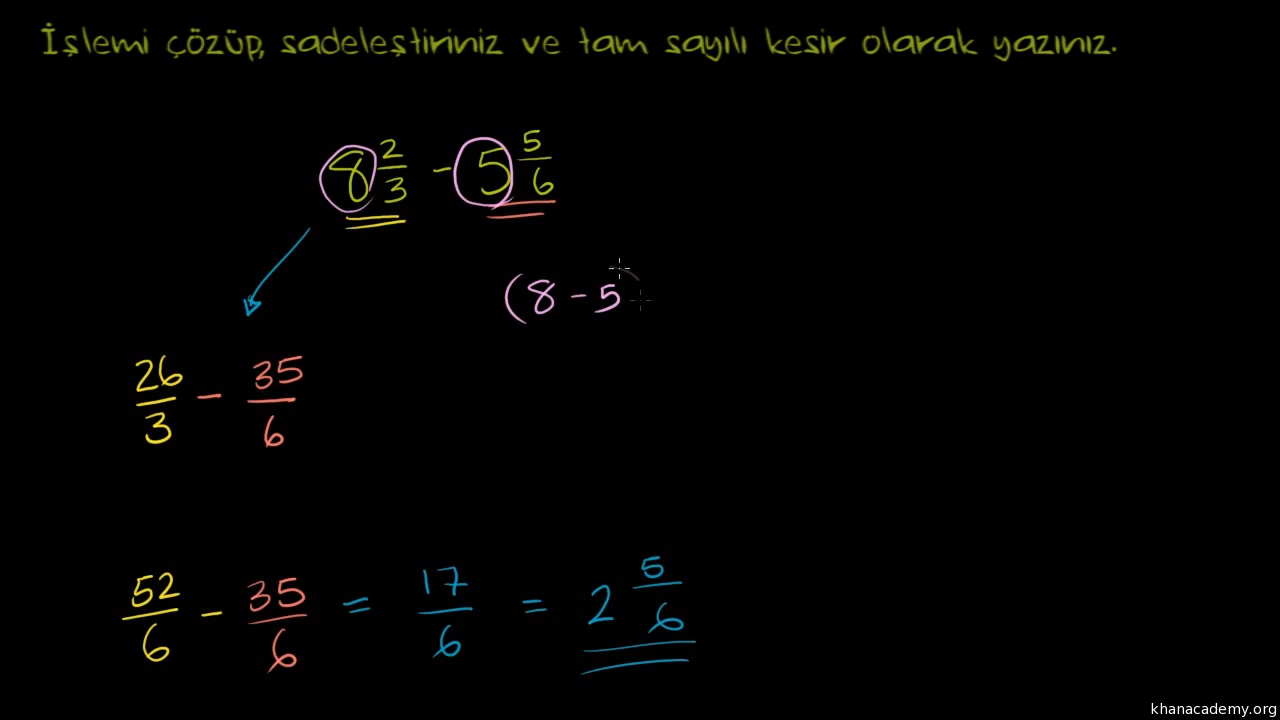 İşlemi çözüp, sadeleştiriniz ve tam sayılı kesir olarak yazınız.
8 2/3 - 5 5/6
(8 - 5
26/3 - 35/6
52/6 - 35/6 = 17/6 = 2 5/6
khanacademy.org